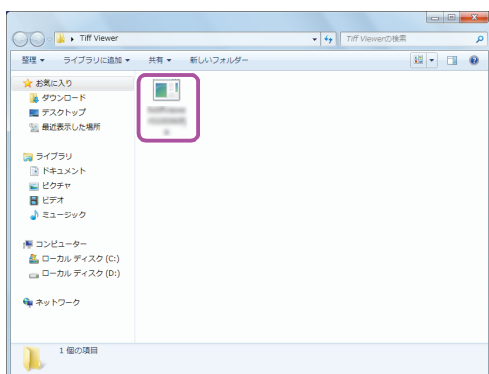 Tiff Viewer
Tiff Viewerの検索
整理 ライブラリに追加 共有 新しいフォルダー
お気に入り
ダウンロード
デスクトップ
最近表示した場所
ライブラリ
ドキュメント
ピクチャ
ビデオ
ミュージック
コンピューター
ローカル ディスク (C:)
ローカル ディスク (D:)
ネットワーク
1 個の項目